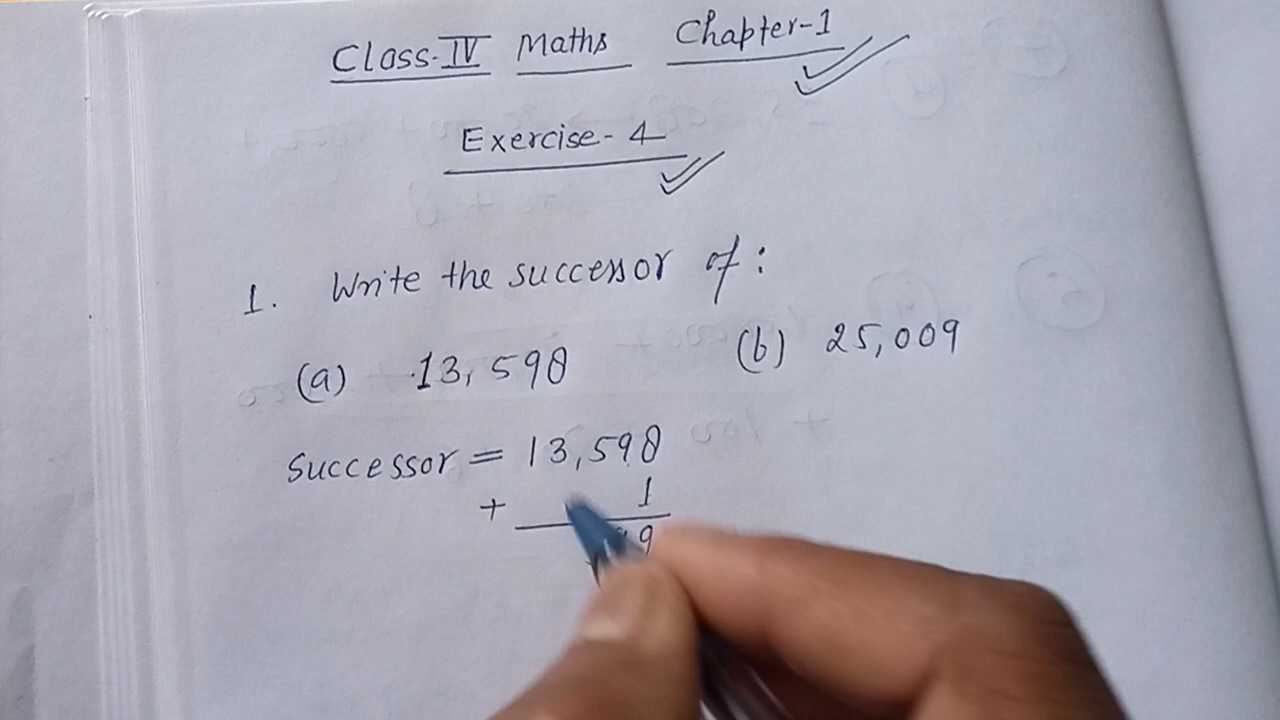 Class-IV Maths Chapter-1
Exercise-4
1. Write the successor of :
(a) 13,598 (b) 25,009
Successor = 13,598
+ 1
99